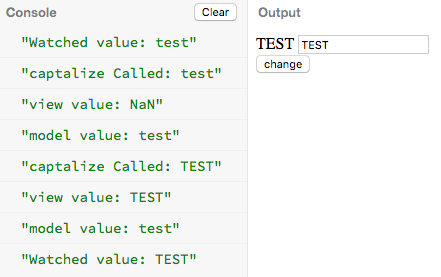 Console Clear
"Watched value: test"
"captalize Called: test"
"view value: NaN"
"model value: test"
"captalize Called: TEST"
"view value: TEST"
"model value: test"
"Watched value: TEST"
Output
TEST TEST
change